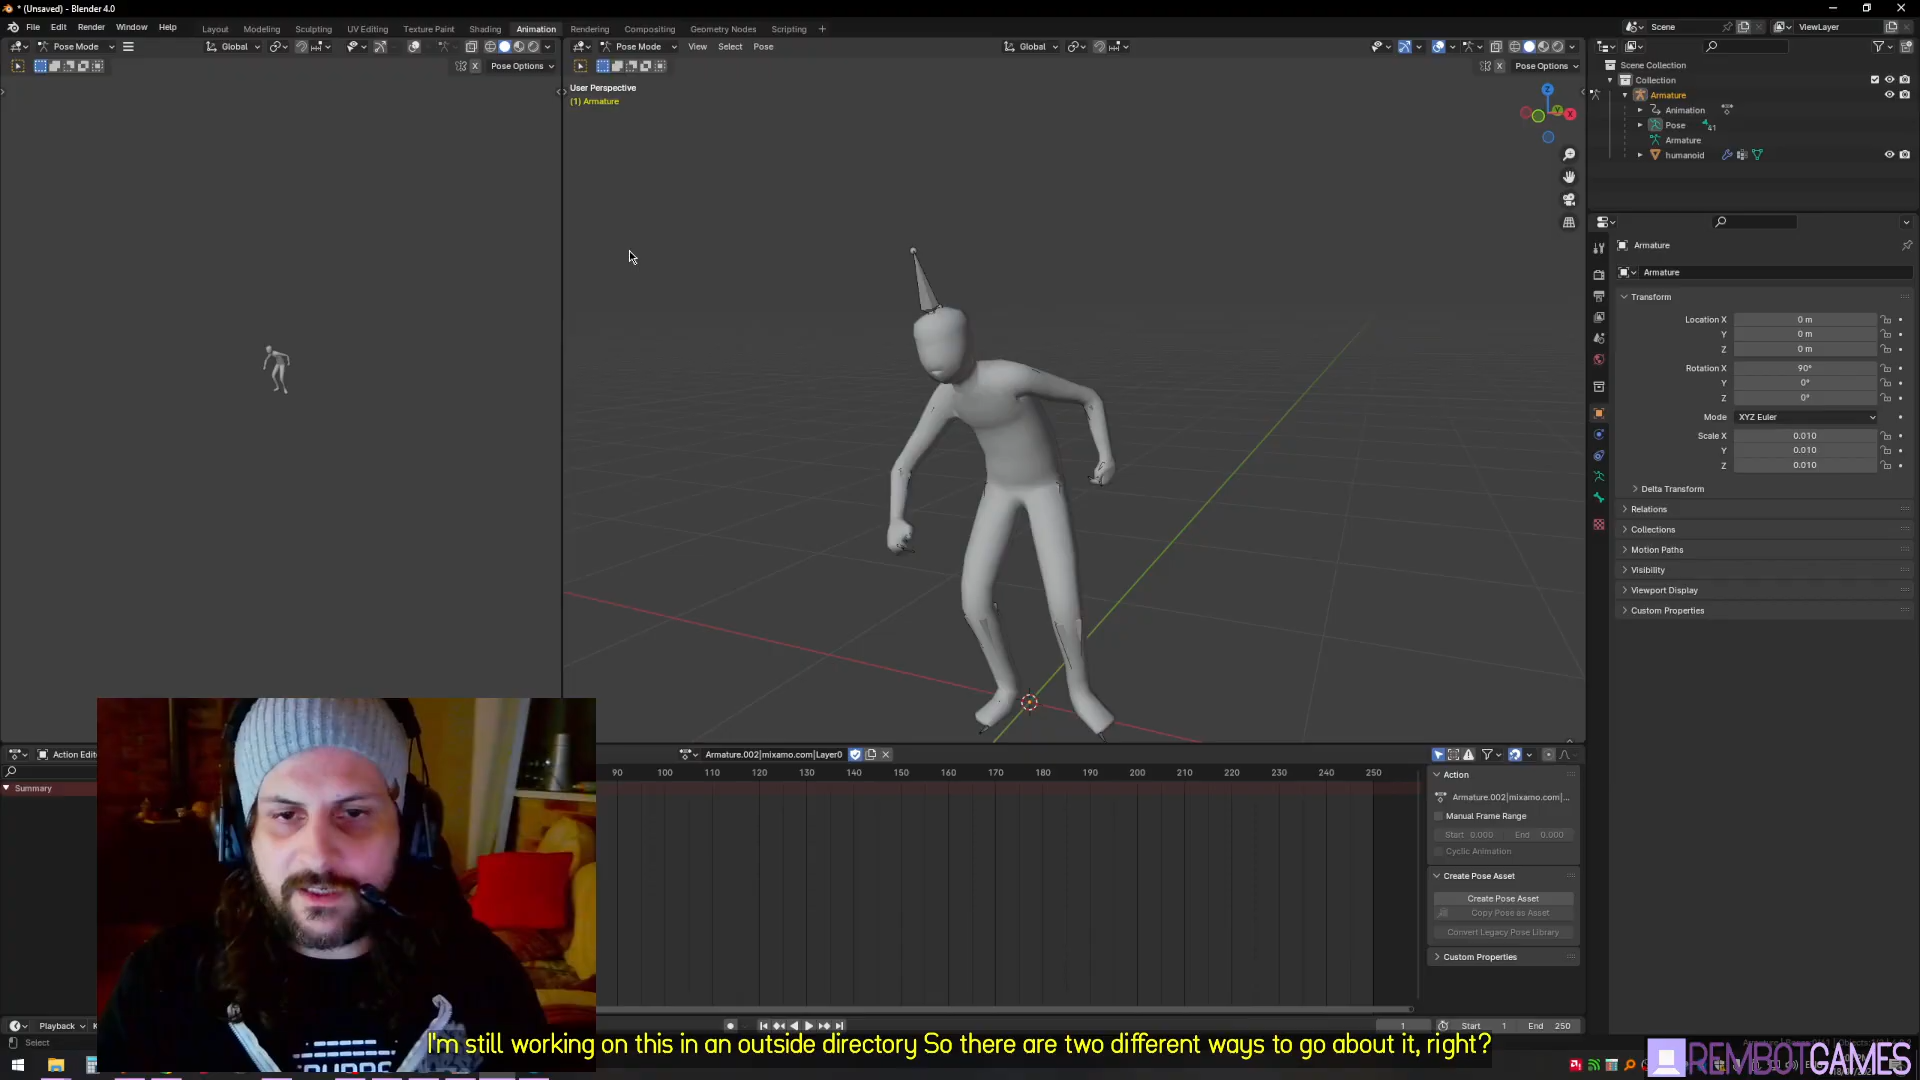 * (Unsaved) - Blender 4.0
File Edit Render Window Help
Layout Modeling Sculpting UV Editing Texture Paint Shading Animation Rendering Compositing Geometry Nodes Scripting +
Scene
ViewLayer
Pose Mode
Global
Pose Mode View Select Pose
Global
Pose Options
Pose Options
User Perspective
(1) Armature
Z
Y
X
Scene Collection
Collection
Armature
Animation
Pose
41
Armature
humanoid
Armature
Armature
Transform
Location X 0 m
Y 0 m
Z 0 m
Rotation X 90°
Y 0°
Z 0°
Mode XYZ Euler
Scale X 0.010
Y 0.010
Z 0.010
Delta Transform
Relations
Collections
Motion Paths
Visibility
Viewport Display
Custom Properties
Action Edit
Armature.002|mixamo.com|Layer0
90 100 110 120 130 140 150 160 170 180 190 200 210 220 230 240 250
Summary
Action
Armature.002|mixamo.com|...
Manual Frame Range
Start 0.000 End 0.000
Cyclic Animation
Create Pose Asset
Create Pose Asset
Copy Pose as Asset
Convert Legacy Pose Library
Custom Properties
Playback
1
Start 1
End 250
Select
I'm still working on this in an outside directory So there are two different ways to go about it, right?
REMBOTGAMES